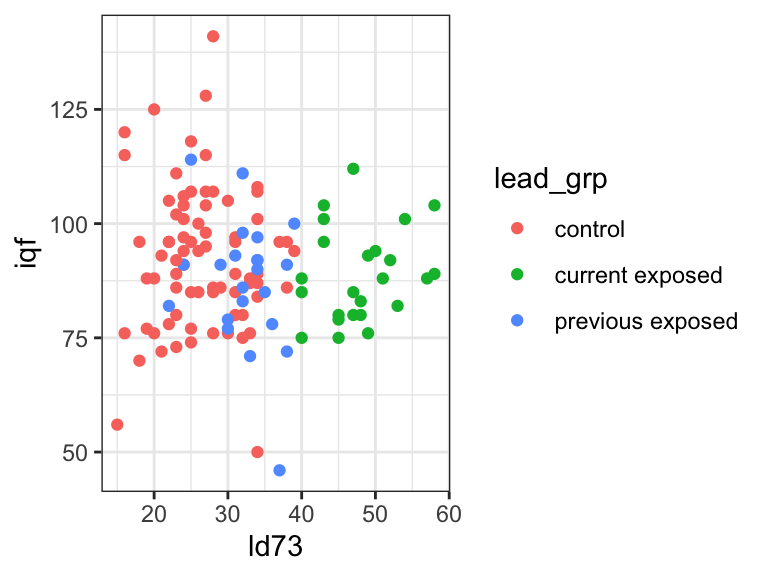 125
100
75
50
iqf
20 30 40 50 60
ld73
lead_grp
control
current exposed
previous exposed